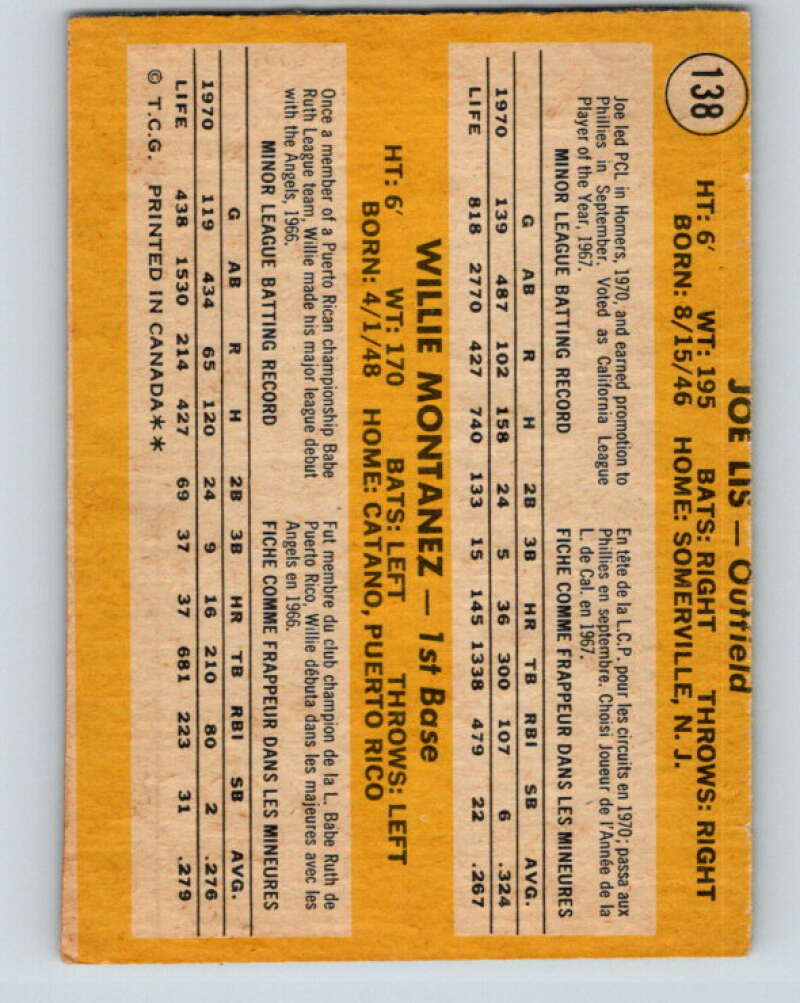 138
JOE LIS — Outfield
HT: 6′ WT: 195 BATS: RIGHT THROWS: RIGHT
BORN: 8/15/46 HOME: SOMERVILLE, N. J.
Joe led PCL in Homers, 1970, and earned promotion to
Phillies in September. Voted as California League
Player of the Year, 1967.
En tête de la L.C.P. pour les circuits en 1970; passa aux
Phillies en septembre. Choisi Joueur de l'Année de la
L. de Cal. en 1967.
MINOR LEAGUE BATTING RECORD FICHE COMME FRAPPEUR DANS LES MINEURES
G AB R H 2B 3B HR TB RBI SB AVG.
1970 139 487 102 158 24 5 36 300 107 6 .324
LIFE 818 2770 427 740 133 15 145 1338 479 22 .267
WILLIE MONTANEZ — 1st Base
HT: 6′ WT: 170 BATS: LEFT THROWS: LEFT
BORN: 4/1/48 HOME: CATANO, PUERTO RICO
Once a member of a Puerto Rican championship Babe
Ruth League team, Willie made his major league debut
with the Angels, 1966.
Fut membre du club champion de la L. Babe Ruth de
Puerto Rico, Willie débuta dans les majeures avec les
Angels en 1966.
MINOR LEAGUE BATTING RECORD FICHE COMME FRAPPEUR DANS LES MINEURES
G AB R H 2B 3B HR TB RBI SB AVG.
1970 119 434 65 120 24 9 16 210 80 2 .276
LIFE 438 1530 214 427 69 37 37 681 223 31 .279
© T.C.G. PRINTED IN CANADA**